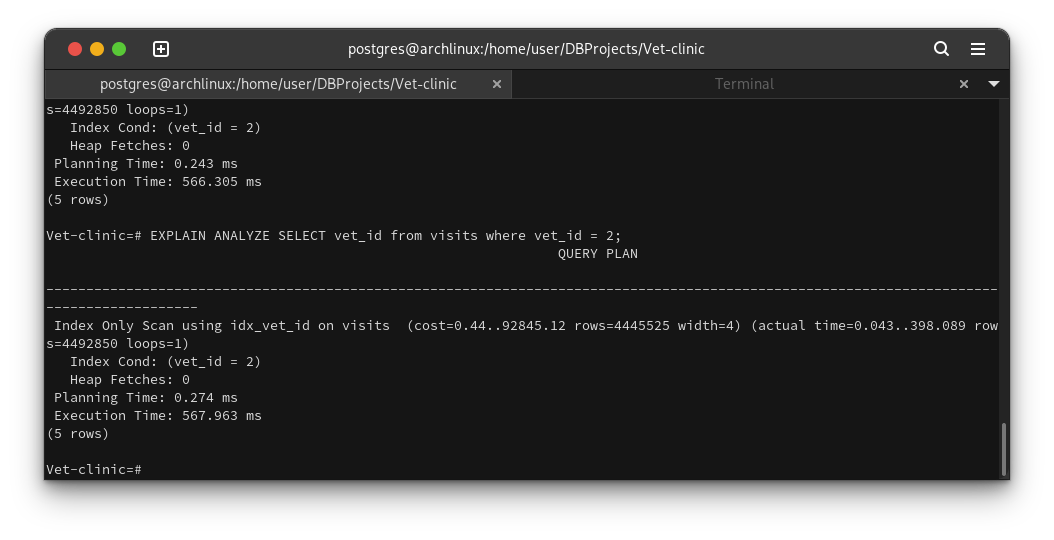 postgres@archlinux:/home/user/DBProjects/Vet-clinic
postgres@archlinux:/home/user/DBProjects/Vet-clinic
Terminal
s=4492850 loops=1)
   Index Cond: (vet_id = 2)
   Heap Fetches: 0
 Planning Time: 0.243 ms
 Execution Time: 566.305 ms
(5 rows)
Vet-clinic=# EXPLAIN ANALYZE SELECT vet_id from visits where vet_id = 2;
QUERY PLAN
-----------------------------------------------------------------------------------------------------------------------
-------------------
 Index Only Scan using idx_vet_id on visits  (cost=0.44..92845.12 rows=4445525 width=4) (actual time=0.043..398.089 row
s=4492850 loops=1)
   Index Cond: (vet_id = 2)
   Heap Fetches: 0
 Planning Time: 0.274 ms
 Execution Time: 567.963 ms
(5 rows)
Vet-clinic=#